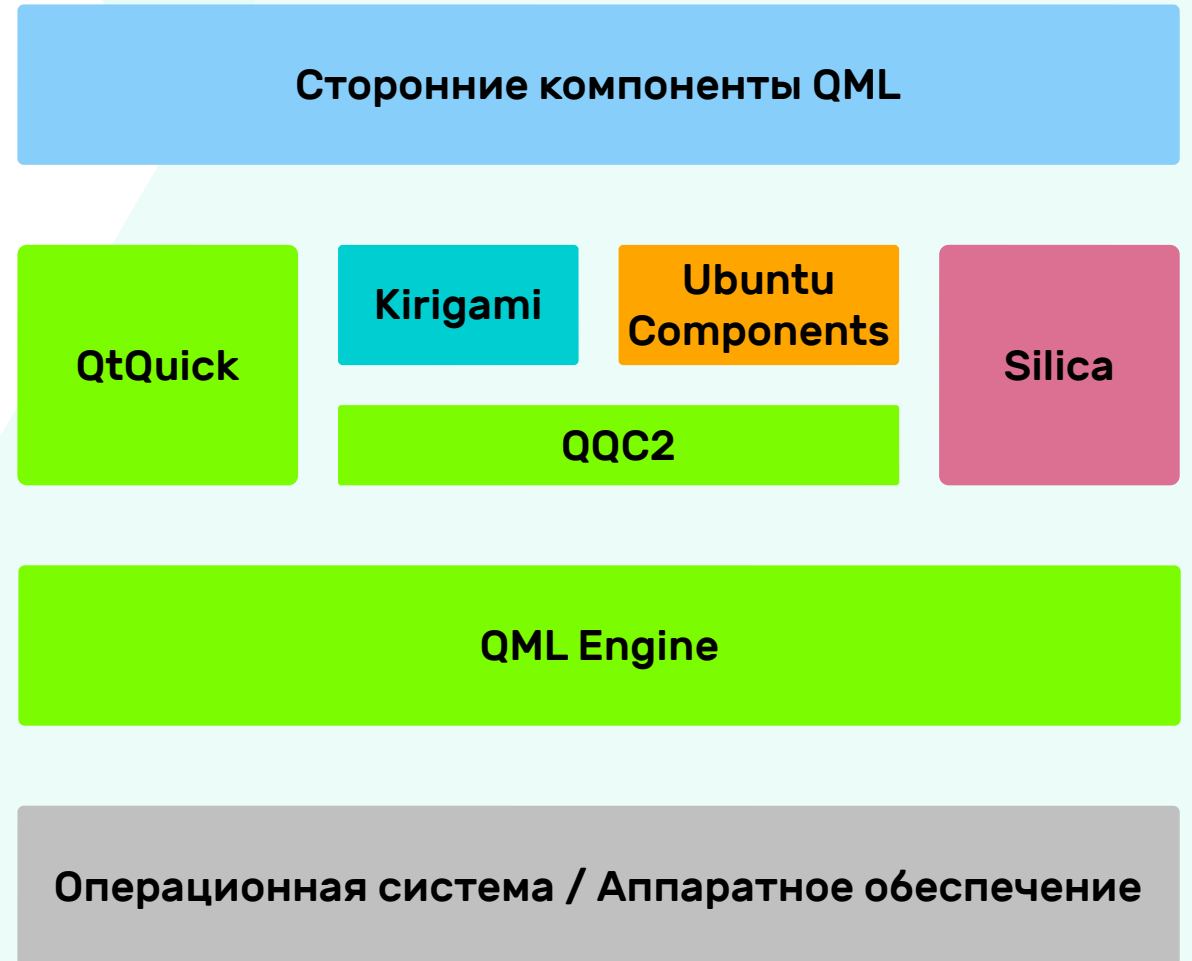 Сторонние компоненты QML
QtQuick
Kirigami
Ubuntu
Components
Silica
QQC2
QML Engine
Операционная система / Аппаратное обеспечение